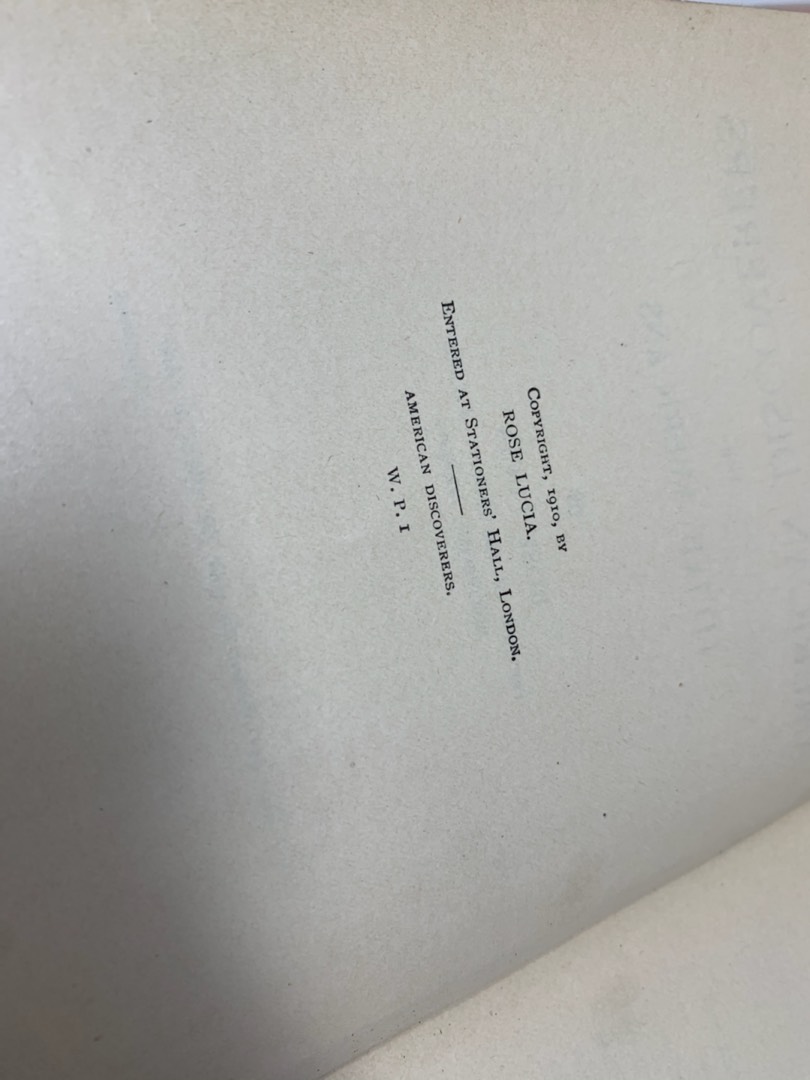 Copyright, 1910, by
ROSE LUCIA.
Entered at Stationers' Hall, London.
AMERICAN DISCOVERERS.
W. P. I